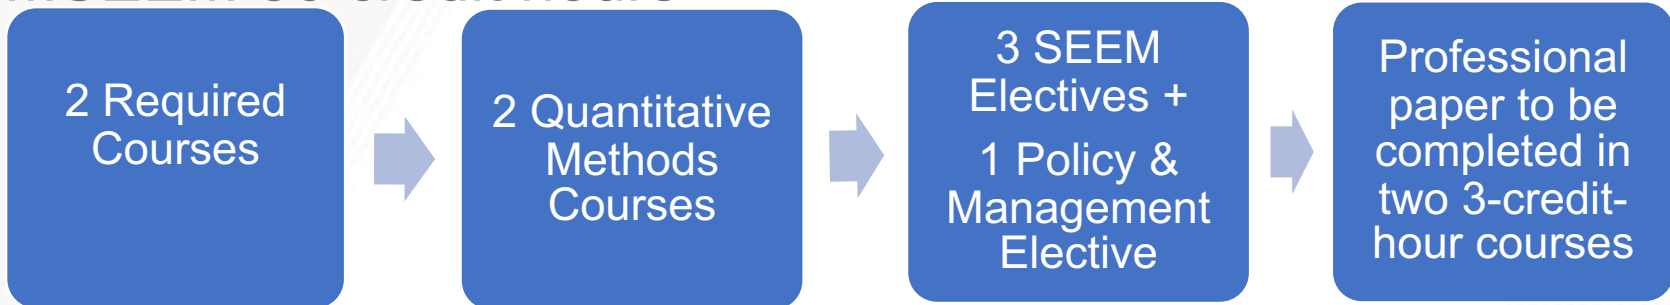 2 Required
Courses
2 Quantitative
Methods
Courses
3 SEEM
Electives +
1 Policy &
Management
Elective
Professional
paper to be
completed in
two 3-credit-
hour courses